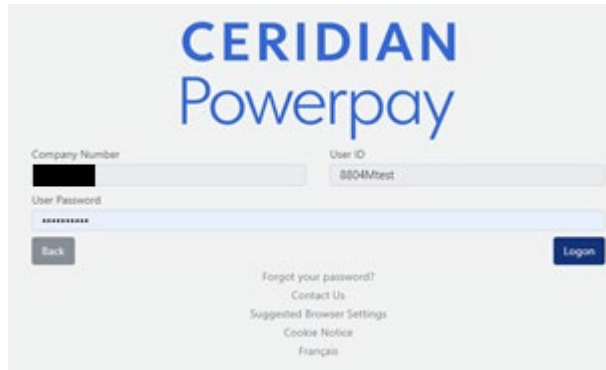 CERIDIAN
Powerpay
Company Number
User ID
8804Mtest
User Password
Back
Logon
Forgot your password?
Contact Us
Suggested Browser Settings
Cookie Notice
Français